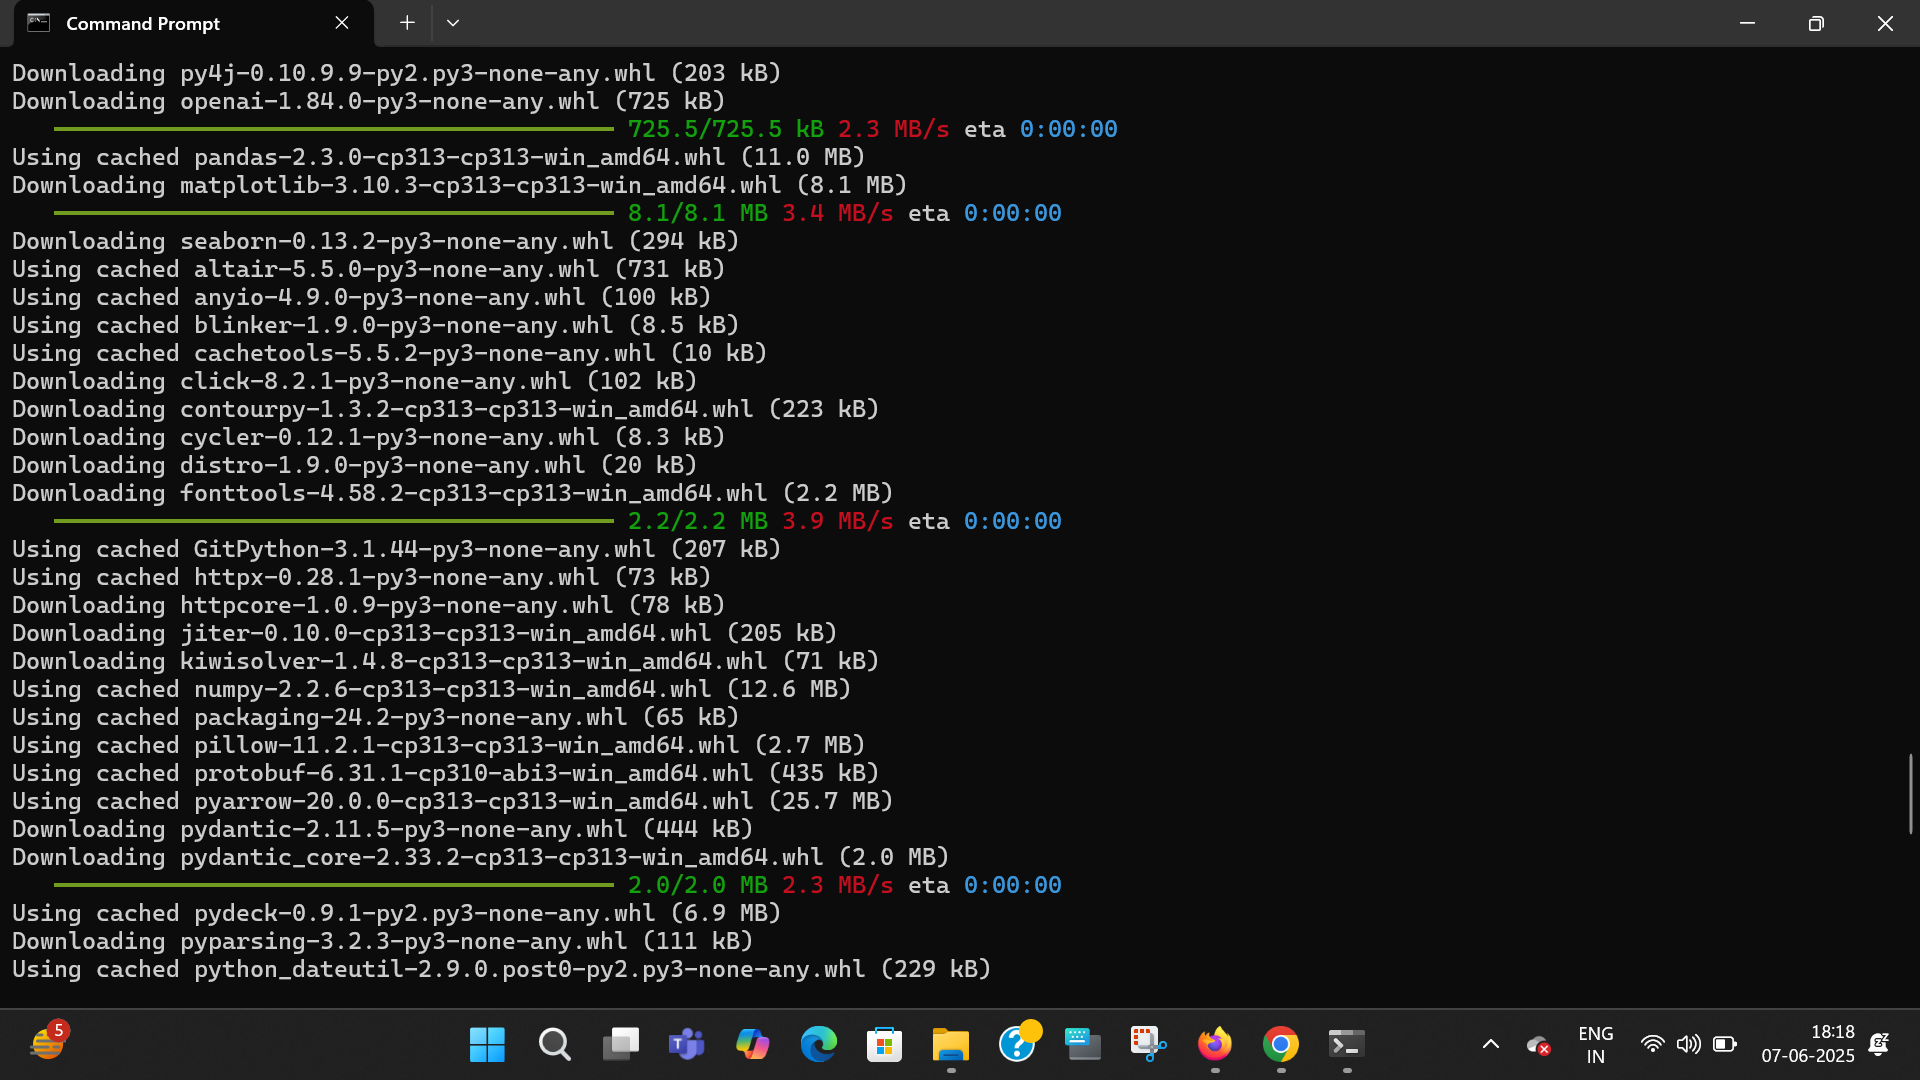 Command Prompt
Downloading py4j-0.10.9.9-py2.py3-none-any.whl (203 kB)
Downloading openai-1.84.0-py3-none-any.whl (725 kB)
725.5/725.5 kB 2.3 MB/s eta 0:00:00
Using cached pandas-2.3.0-cp313-cp313-win_amd64.whl (11.0 MB)
Downloading matplotlib-3.10.3-cp313-cp313-win_amd64.whl (8.1 MB)
8.1/8.1 MB 3.4 MB/s eta 0:00:00
Downloading seaborn-0.13.2-py3-none-any.whl (294 kB)
Using cached altair-5.5.0-py3-none-any.whl (731 kB)
Using cached anyio-4.9.0-py3-none-any.whl (100 kB)
Using cached blinker-1.9.0-py3-none-any.whl (8.5 kB)
Using cached cachetools-5.5.2-py3-none-any.whl (10 kB)
Downloading click-8.2.1-py3-none-any.whl (102 kB)
Downloading contourpy-1.3.2-cp313-cp313-win_amd64.whl (223 kB)
Downloading cycler-0.12.1-py3-none-any.whl (8.3 kB)
Downloading distro-1.9.0-py3-none-any.whl (20 kB)
Downloading fonttools-4.58.2-cp313-cp313-win_amd64.whl (2.2 MB)
2.2/2.2 MB 3.9 MB/s eta 0:00:00
Using cached GitPython-3.1.44-py3-none-any.whl (207 kB)
Using cached httpx-0.28.1-py3-none-any.whl (73 kB)
Downloading httpcore-1.0.9-py3-none-any.whl (78 kB)
Downloading jiter-0.10.0-cp313-cp313-win_amd64.whl (205 kB)
Downloading kiwisolver-1.4.8-cp313-cp313-win_amd64.whl (71 kB)
Using cached numpy-2.2.6-cp313-cp313-win_amd64.whl (12.6 MB)
Using cached packaging-24.2-py3-none-any.whl (65 kB)
Using cached pillow-11.2.1-cp313-cp313-win_amd64.whl (2.7 MB)
Using cached protobuf-6.31.1-cp310-abi3-win_amd64.whl (435 kB)
Using cached pyarrow-20.0.0-cp313-cp313-win_amd64.whl (25.7 MB)
Downloading pydantic-2.11.5-py3-none-any.whl (444 kB)
Downloading pydantic_core-2.33.2-cp313-cp313-win_amd64.whl (2.0 MB)
2.0/2.0 MB 2.3 MB/s eta 0:00:00
Using cached pydeck-0.9.1-py2.py3-none-any.whl (6.9 MB)
Downloading pyparsing-3.2.3-py3-none-any.whl (111 kB)
Using cached python_dateutil-2.9.0.post0-py2.py3-none-any.whl (229 kB)
5
ENG
IN
18:18
07-06-2025